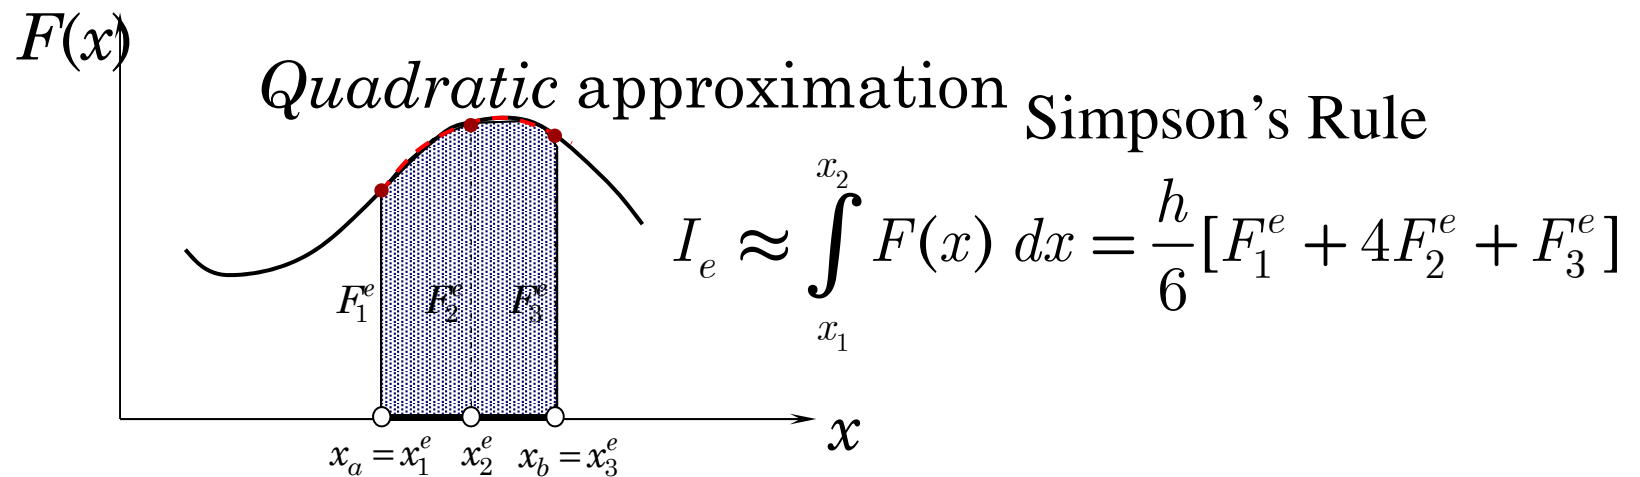 F(x)
Quadratic approximation
Simpson's Rule
I_e ≈ ∫_{x_1}^{x_2} F(x) dx = \frac{h}{6}[F_1^e + 4F_2^e + F_3^e]
F_1^e F_2^e F_3^e
x
x_a = x_1^e x_2^e x_b = x_3^e